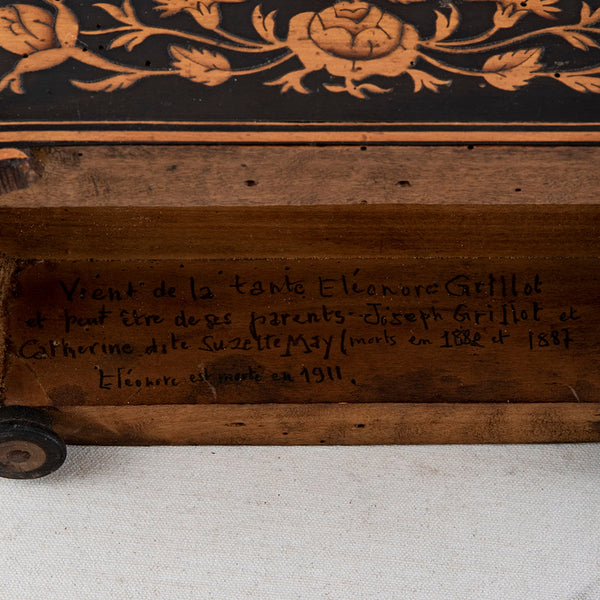 Vient de la tante Eléonore Grillot
et peut être de ses parents - Joseph Grillot et
Catherine dite Suzette May (morts en 1882 et 1887
Eléonore est morte en 1911.